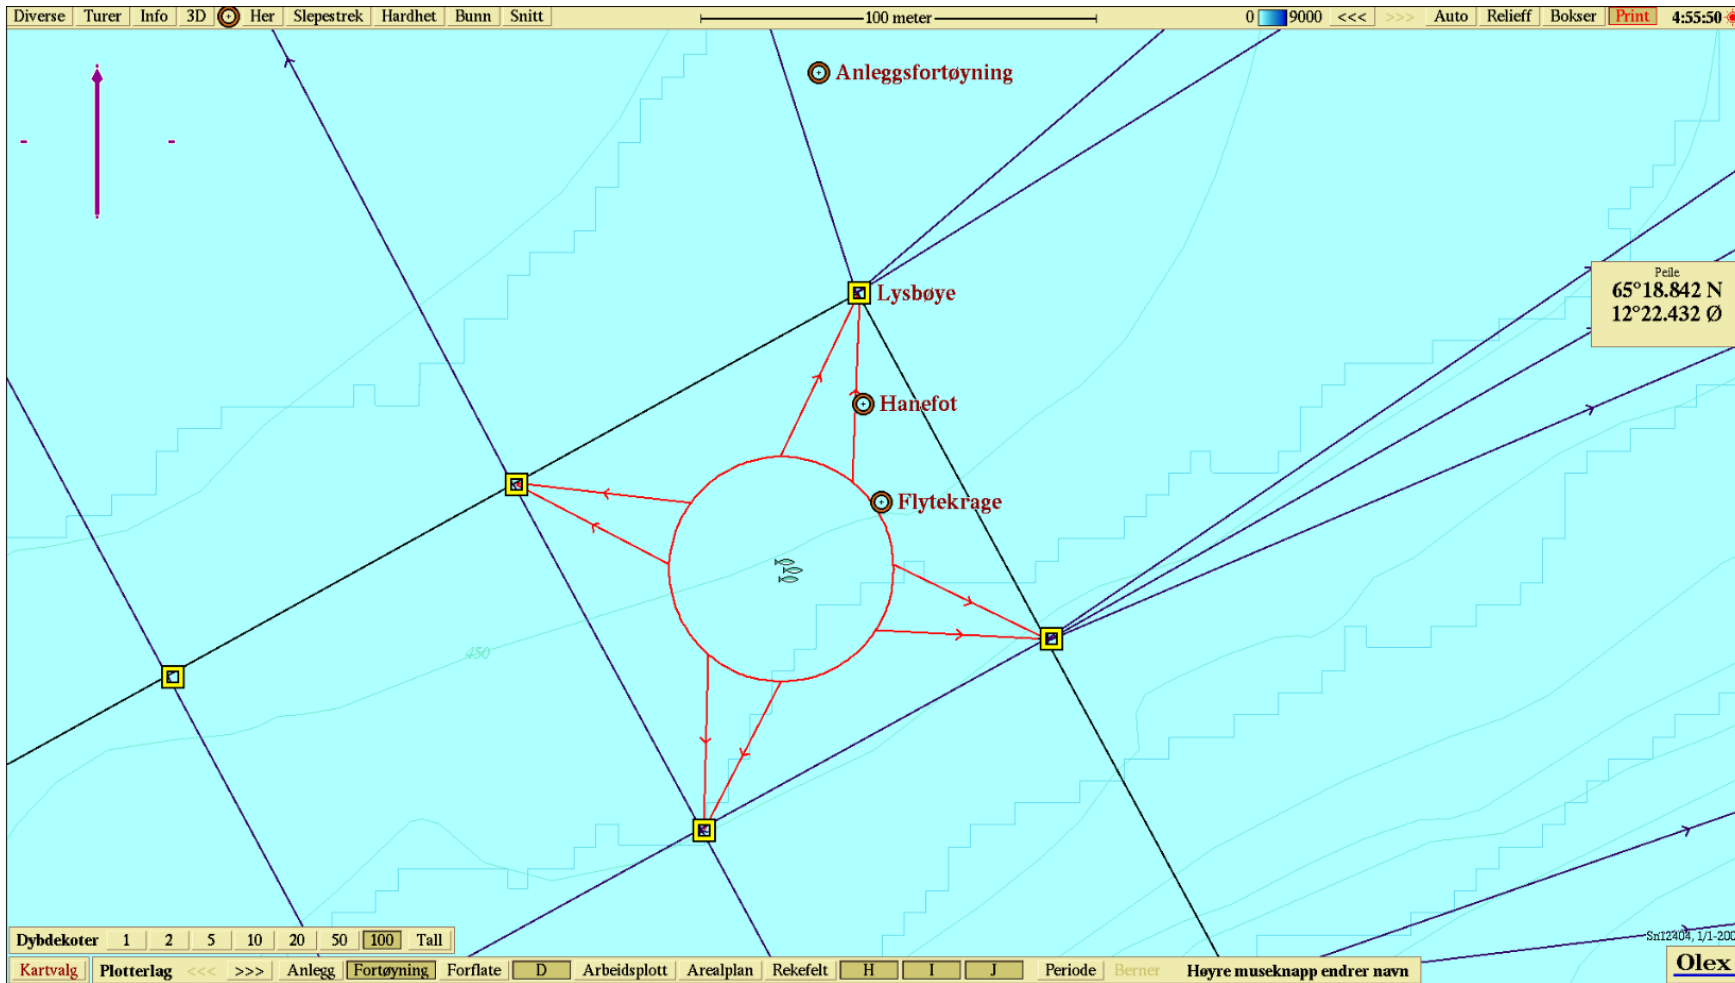 Diverse Turer Info 3D Her Slepestrek Hardhet Bunn Snitt 100 meter 0 9000 <<< >>> Auto Relieff Bokser Print 4:55:50
Anleggsfortøyning
Peile
65°18.842 N
12°22.432 Ø
Lysbøye
Hanefot
Flytekrage
450
Dybdekoter 1 2 5 10 20 50 100 Tall
Kartvalg Plotterlag <<< >>> Anlegg Fortøyning Forflate D Arbeidsplott Arealplan Rekefelt H I J Periode Berner Høyre museknapp endrer navn
Olex